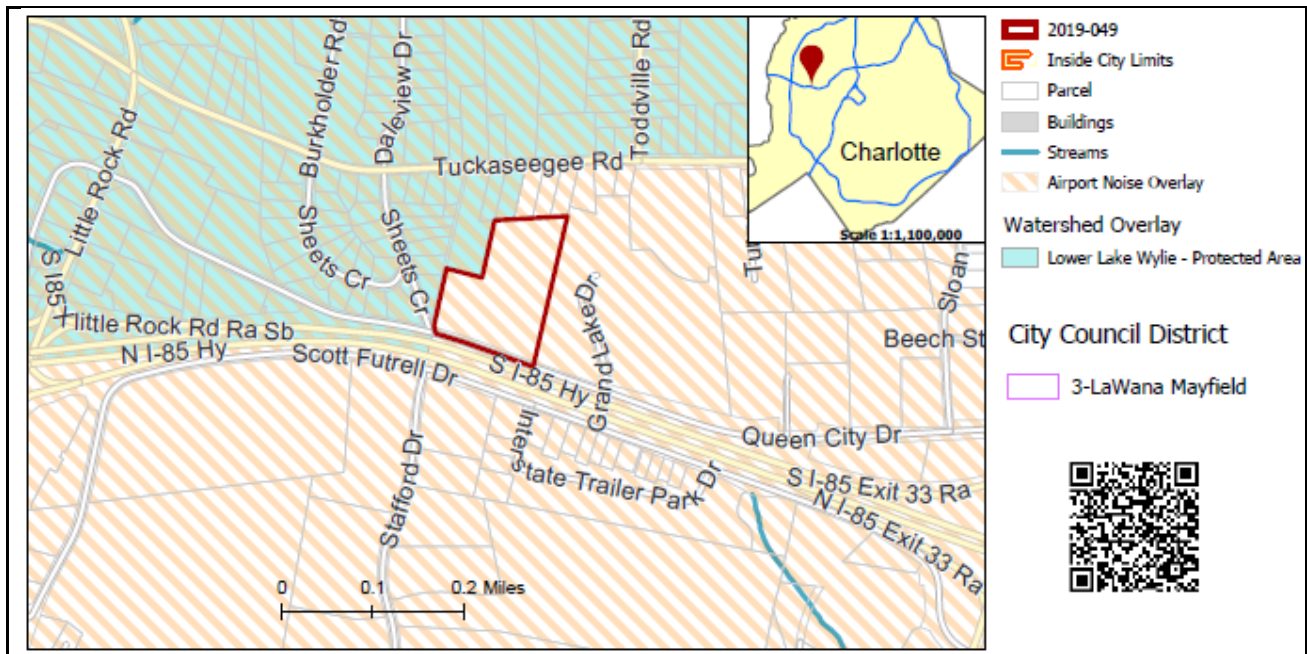 Burkholder Rd
Daleview Dr
Toddville Rd
Little Rock Rd
Tuckaseegee Rd
Sheets Cr
Sheets Cr
S I85 Y
little Rock Rd Ra Sb
N I-85 Hy
Scott Futrell Dr
S I-85 Hy
Grand Lake Dr
Sloan
Beech St
Queen City Dr
Stafford Dr
Inters
tate Trailer Park Dr
S I-85 Exit 33 Ra
N I-85 Exit 33 Ra
0 0.1 0.2 Miles
Charlotte
Scale 1:1,100,000
2019-049
Inside City Limits
Parcel
Buildings
Streams
Airport Noise Overlay
Watershed Overlay
Lower Lake Wylie - Protected Area
City Council District
3-LaWana Mayfield